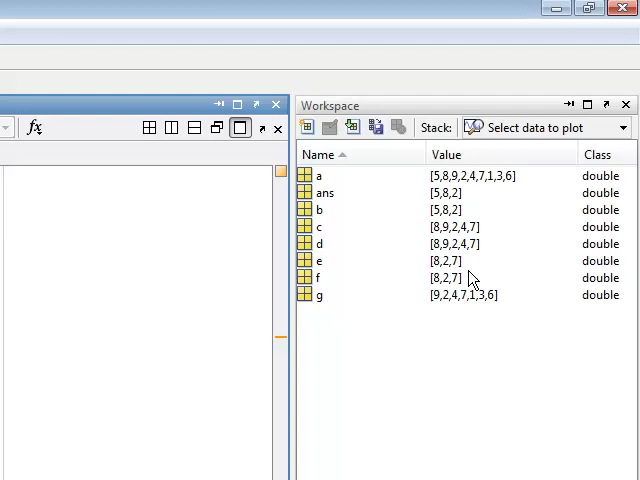 Workspace
fx
Stack: Select data to plot
Name Value Class
a [5,8,9,2,4,7,1,3,6] double
ans [5,8,2] double
b [5,8,2] double
c [8,9,2,4,7] double
d [8,9,2,4,7] double
e [8,2,7] double
f [8,2,7] double
g [9,2,4,7,1,3,6] double